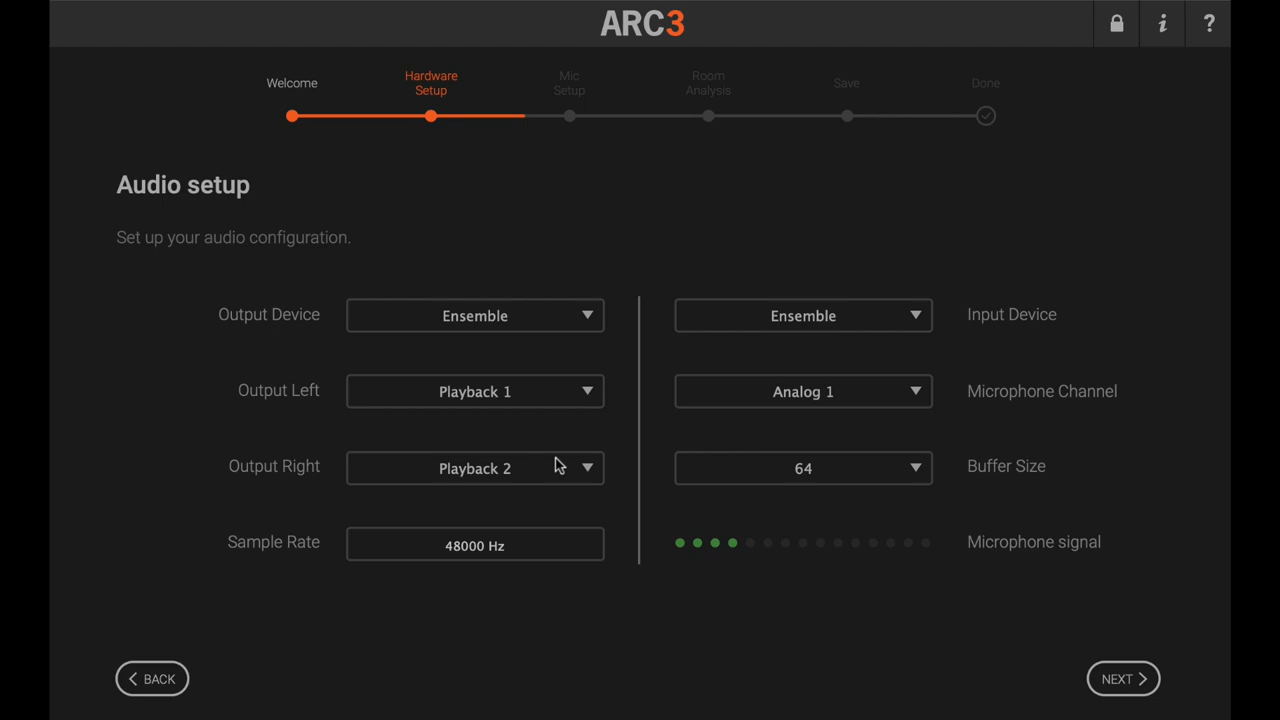 ARC3
i
?
Welcome
Hardware
Setup
Mic
Setup
Room
Analysis
Save
Done
Audio setup
Set up your audio configuration.
Output Device
Ensemble
Ensemble
Input Device
Output Left
Playback 1
Analog 1
Microphone Channel
Output Right
Playback 2
64
Buffer Size
Sample Rate
48000 Hz
Microphone signal
BACK
NEXT